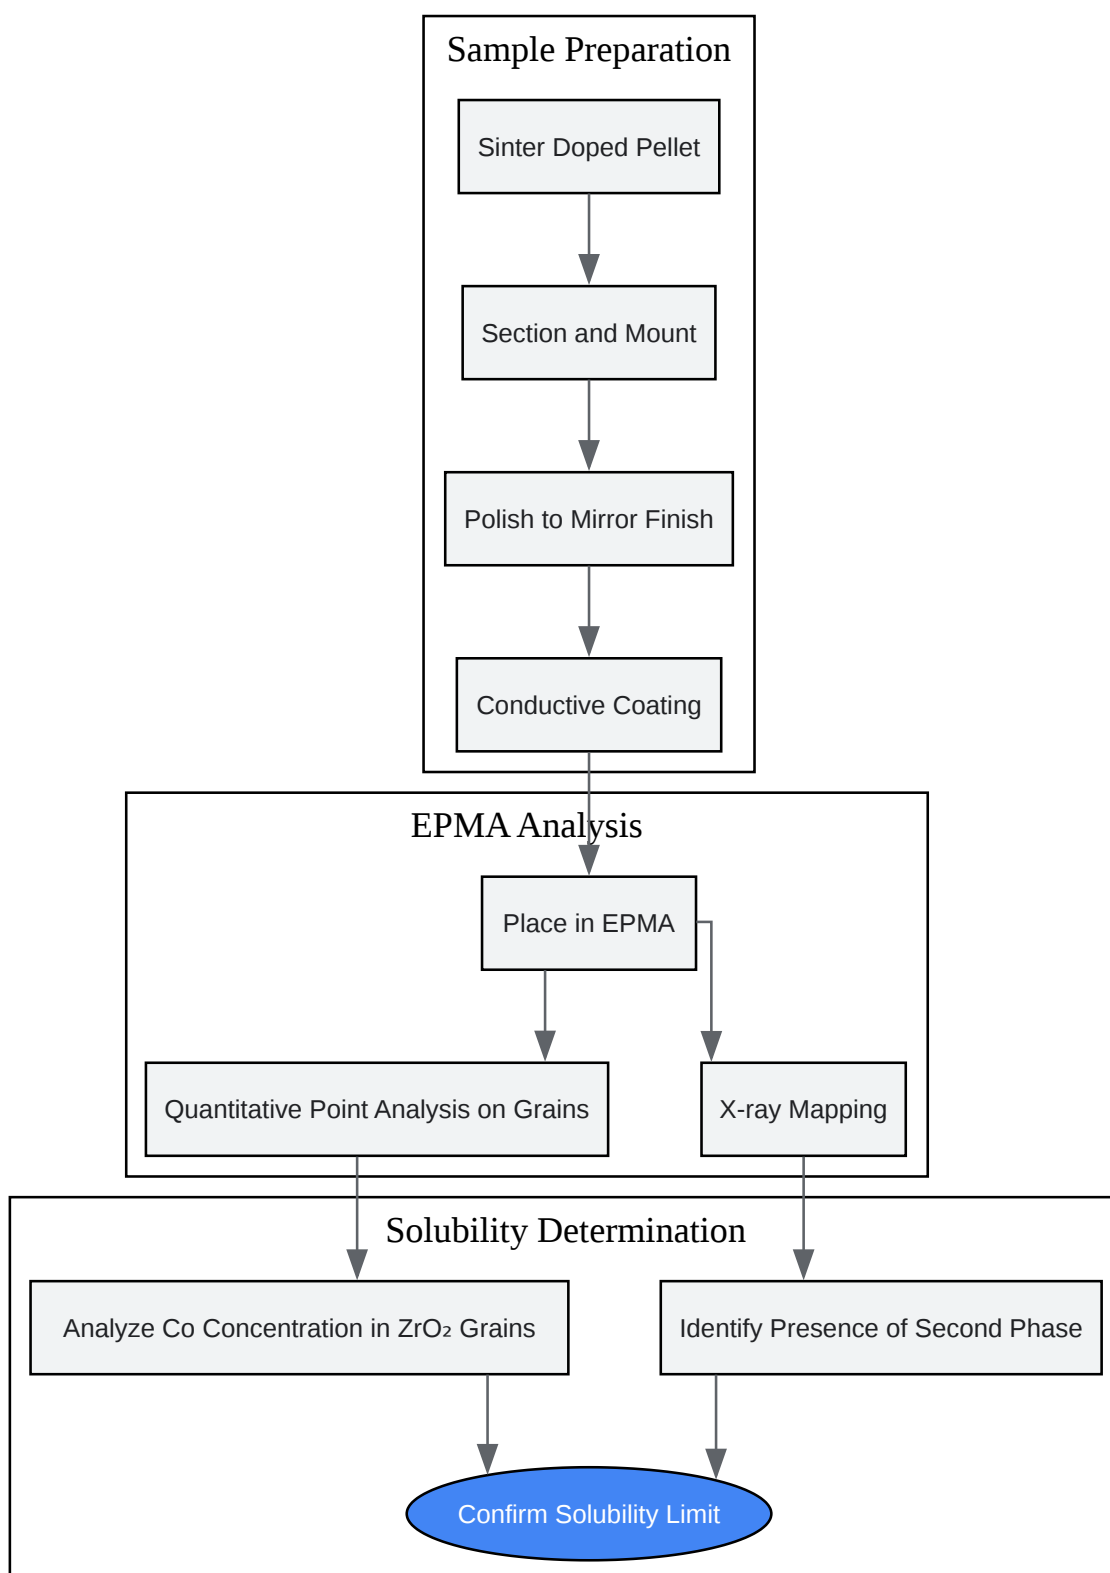 Sample Preparation
Sinter Doped Pellet
Section and Mount
Polish to Mirror Finish
Conductive Coating
EPMA Analysis
Place in EPMA
Quantitative Point Analysis on Grains
X-ray Mapping
Solubility Determination
Analyze Co Concentration in ZrO₂ Grains
Identify Presence of Second Phase
Confirm Solubility Limit